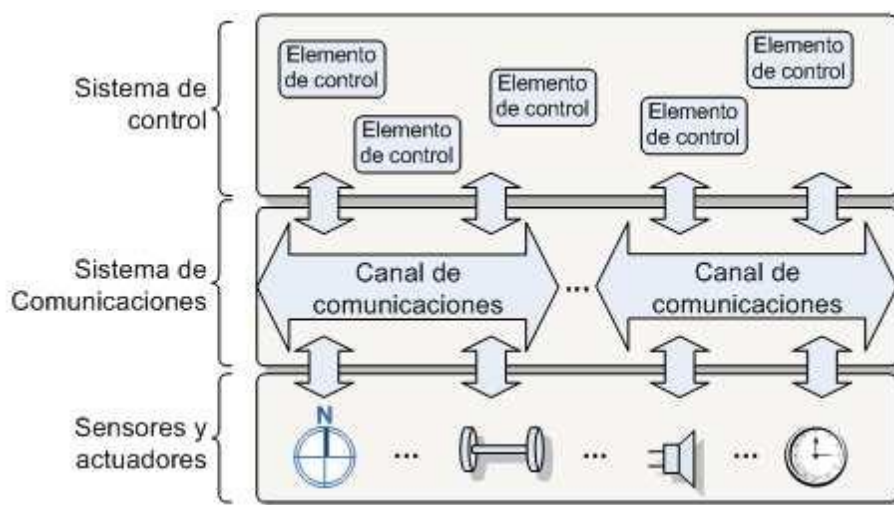 Sistema de
control
Elemento
de control
Elemento
de control
Elemento
de control
Elemento
de control
Elemento
de control
Sistema de
Comunicaciones
Canal de
comunicaciones
...
Canal de
comunicaciones
Sensores y
actuadores
N
...
...
...